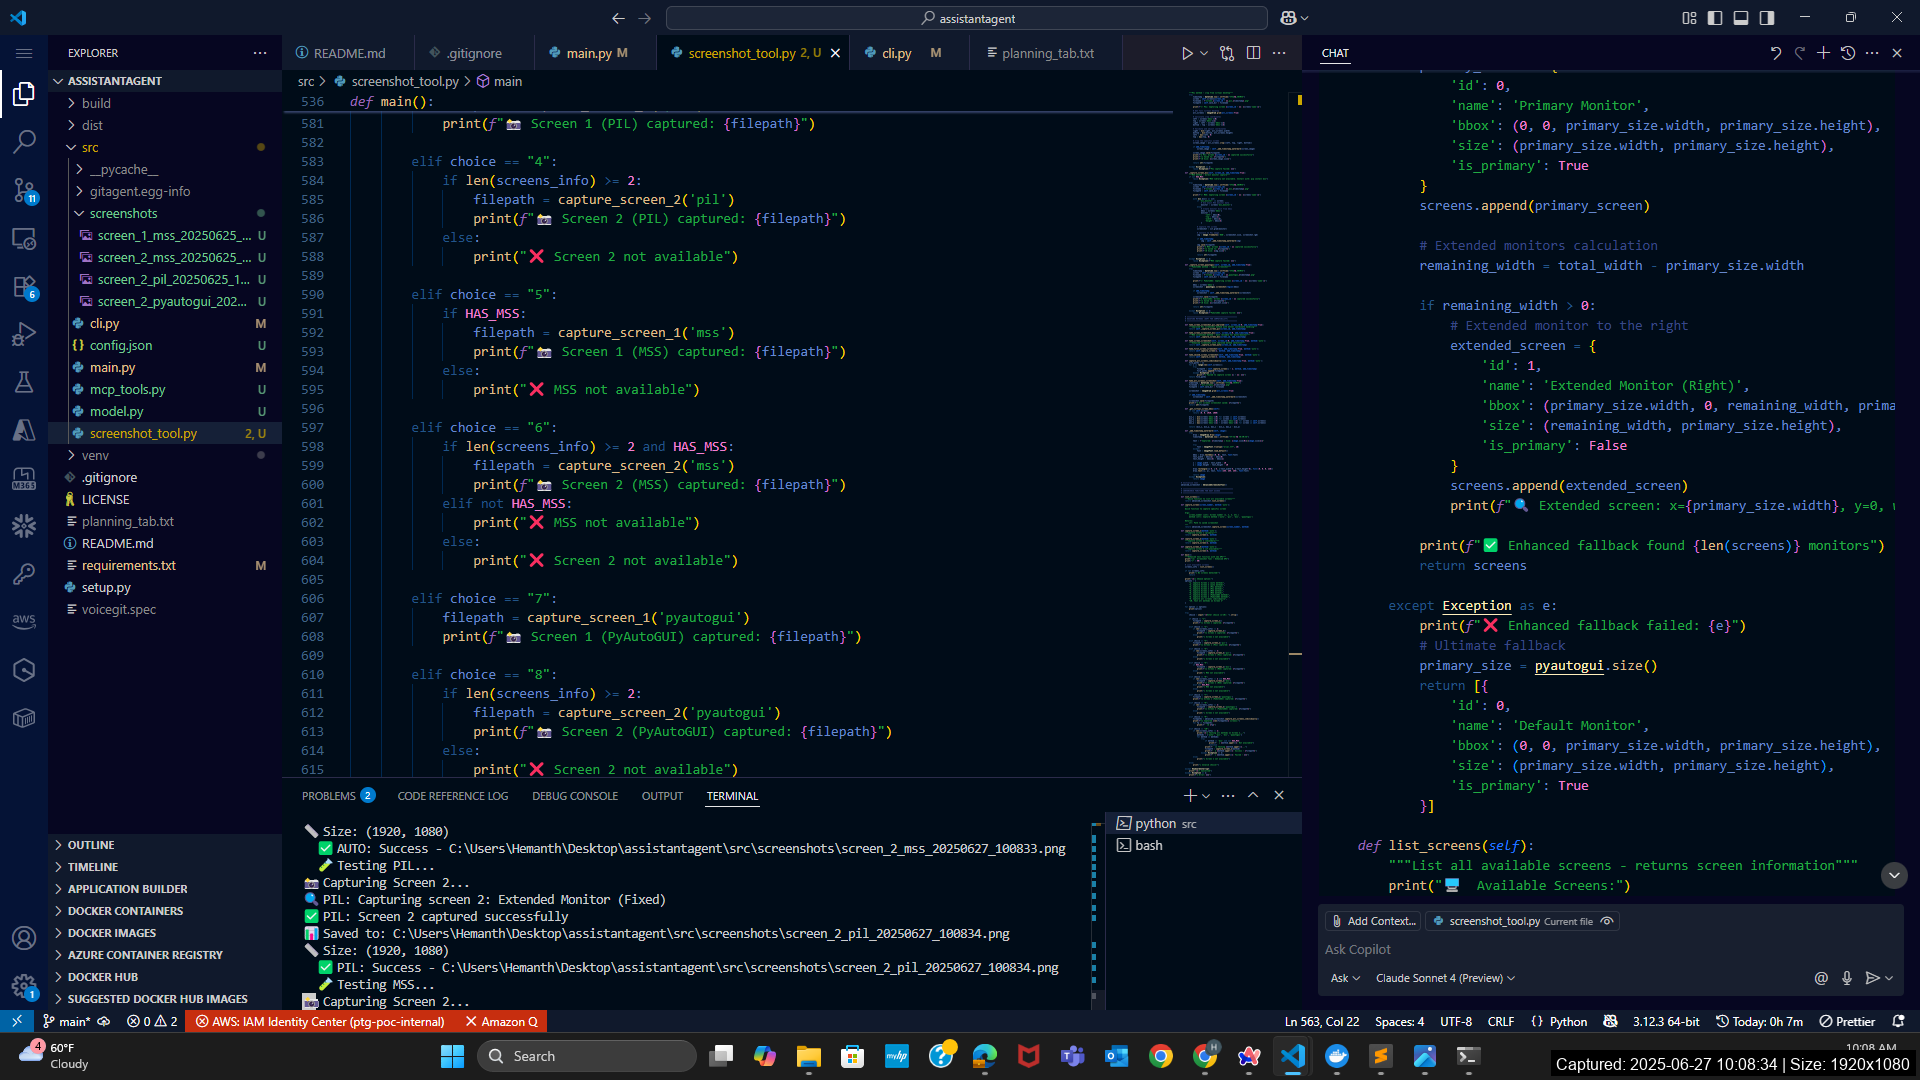 assistantagent
EXPLORER
ASSISTANTAGENT
build
dist
src
__pycache__
gitagent.egg-info
screenshots
screen_1_mss_20250625_... U
screen_2_mss_20250625_... U
screen_2_pil_20250625_1... U
screen_2_pyautogui_202... U
cli.py M
config.json U
main.py M
mcp_tools.py U
model.py U
screenshot_tool.py 2, U
venv
.gitignore
LICENSE
planning_tab.txt
README.md
requirements.txt M
setup.py
voicegit.spec
OUTLINE
TIMELINE
APPLICATION BUILDER
DOCKER CONTAINERS
DOCKER IMAGES
AZURE CONTAINER REGISTRY
DOCKER HUB
SUGGESTED DOCKER HUB IMAGES
11
6
M365
aws
1
README.md .gitignore main.py M screenshot_tool.py 2, U cli.py M planning_tab.txt
src > screenshot_tool.py > main
536 def main():
581 print(f"📷 Screen 1 (PIL) captured: {filepath}")
582
583 elif choice == "4":
584 if len(screens_info) >= 2:
585 filepath = capture_screen_2('pil')
586 print(f"📷 Screen 2 (PIL) captured: {filepath}")
587 else:
588 print("❌ Screen 2 not available")
589
590 elif choice == "5":
591 if HAS_MSS:
592 filepath = capture_screen_1('mss')
593 print(f"📷 Screen 1 (MSS) captured: {filepath}")
594 else:
595 print("❌ MSS not available")
596
597 elif choice == "6":
598 if len(screens_info) >= 2 and HAS_MSS:
599 filepath = capture_screen_2('mss')
600 print(f"📷 Screen 2 (MSS) captured: {filepath}")
601 elif not HAS_MSS:
602 print("❌ MSS not available")
603 else:
604 print("❌ Screen 2 not available")
605
606 elif choice == "7":
607 filepath = capture_screen_1('pyautogui')
608 print(f"📷 Screen 1 (PyAutoGUI) captured: {filepath}")
609
610 elif choice == "8":
611 if len(screens_info) >= 2:
612 filepath = capture_screen_2('pyautogui')
613 print(f"📷 Screen 2 (PyAutoGUI) captured: {filepath}")
614 else:
615 print("❌ Screen 2 not available")
PROBLEMS 2 CODE REFERENCE LOG DEBUG CONSOLE OUTPUT TERMINAL
📏 Size: (1920, 1080)
✅ AUTO: Success - C:\Users\Hemanth\Desktop\assistantagent\src\screenshots\screen_2_mss_20250627_100833.png
🧪 Testing PIL...
📷 Capturing Screen 2...
🔍 PIL: Capturing screen 2: Extended Monitor (Fixed)
✅ PIL: Screen 2 captured successfully
📊 Saved to: C:\Users\Hemanth\Desktop\assistantagent\src\screenshots\screen_2_pil_20250627_100834.png
📏 Size: (1920, 1080)
✅ PIL: Success - C:\Users\Hemanth\Desktop\assistantagent\src\screenshots\screen_2_pil_20250627_100834.png
🧪 Testing MSS...
📷 Capturing Screen 2...
python src
bash
CHAT
'id': 0,
'name': 'Primary Monitor',
'bbox': (0, 0, primary_size.width, primary_size.height),
'size': (primary_size.width, primary_size.height),
'is_primary': True
}
screens.append(primary_screen)
# Extended monitors calculation
remaining_width = total_width - primary_size.width
if remaining_width > 0:
# Extended monitor to the right
extended_screen = {
'id': 1,
'name': 'Extended Monitor (Right)',
'bbox': (primary_size.width, 0, remaining_width, prima
'size': (remaining_width, primary_size.height),
'is_primary': False
}
screens.append(extended_screen)
print(f"🔍 Extended screen: x={primary_size.width}, y=0,
print(f"✅ Enhanced fallback found {len(screens)} monitors")
return screens
except Exception as e:
print(f"❌ Enhanced fallback failed: {e}")
# Ultimate fallback
primary_size = pyautogui.size()
return [{
'id': 0,
'name': 'Default Monitor',
'bbox': (0, 0, primary_size.width, primary_size.height),
'size': (primary_size.width, primary_size.height),
'is_primary': True
}]
def list_screens(self):
"""List all available screens - returns screen information"""
print("🖥️ Available Screens:")
Add Context... screenshot_tool.py Current file
Ask Copilot
Ask Claude Sonnet 4 (Preview)
main* 0 2 AWS: IAM Identity Center (ptg-poc-internal) Amazon Q Ln 563, Col 22 Spaces: 4 UTF-8 CRLF {} Python 3.12.3 64-bit Today: 0h 7m Prettier
4
60°F
Cloudy
Search
myhp
10:08 AM
Captured: 2025-06-27 10:08:34 | Size: 1920x1080